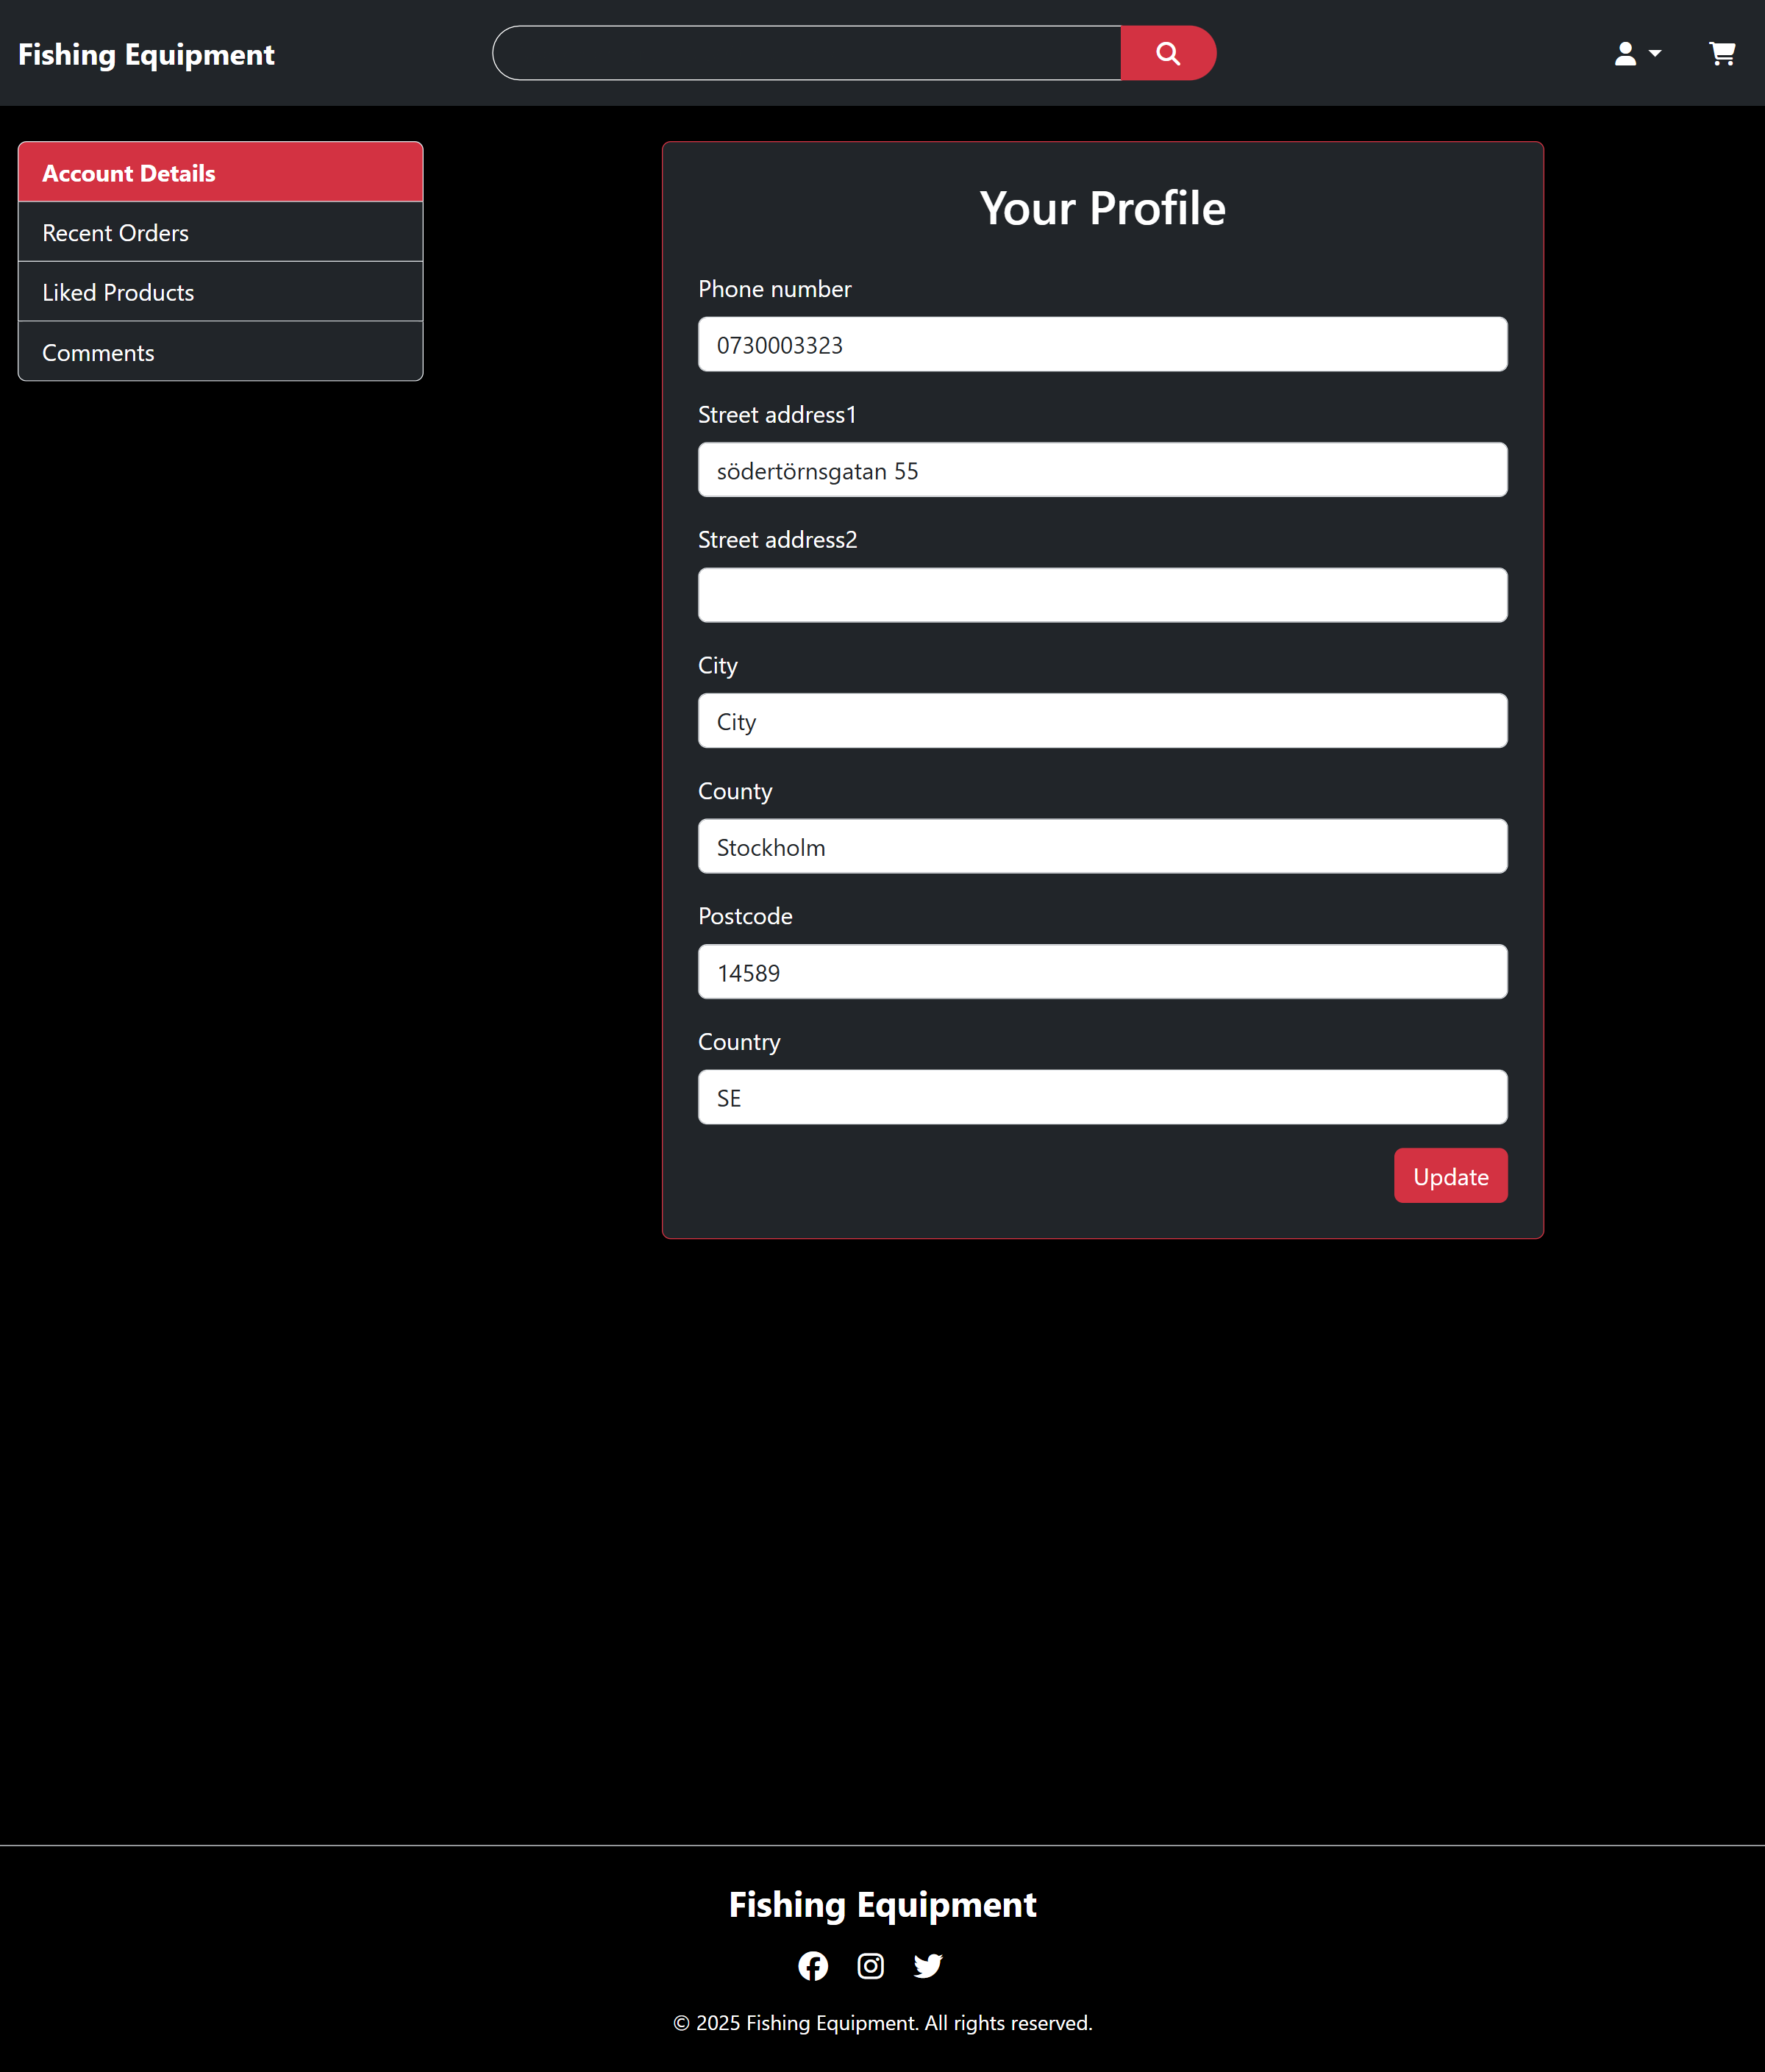 Fishing Equipment
Account Details
Recent Orders
Liked Products
Comments
Your Profile
Phone number
0730003323
Street address1
södertörnsgatan 55
Street address2
City
City
County
Stockholm
Postcode
14589
Country
SE
Update
Fishing Equipment
© 2025 Fishing Equipment. All rights reserved.